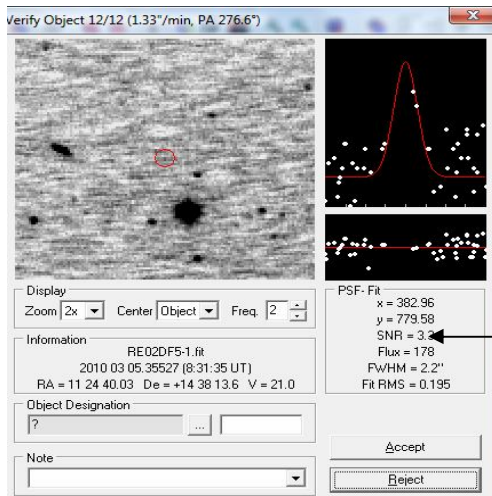 Verify Object 12/12 (1.33"/min, PA 276.6°)
Display
Zoom 2x Center Object Freq. 2
Information
RE02DF5-1.fit
2010 03 05.35527 (8:31:35 UT)
RA = 11 24 40.03 De = +14 38 13.6 V = 21.0
Object Designation
? ...
Note
PSF- Fit
x = 382.96
y = 779.58
SNR = 3.3
Flux = 178
FWHM = 2.2"
Fit RMS = 0.195
Accept
Reject